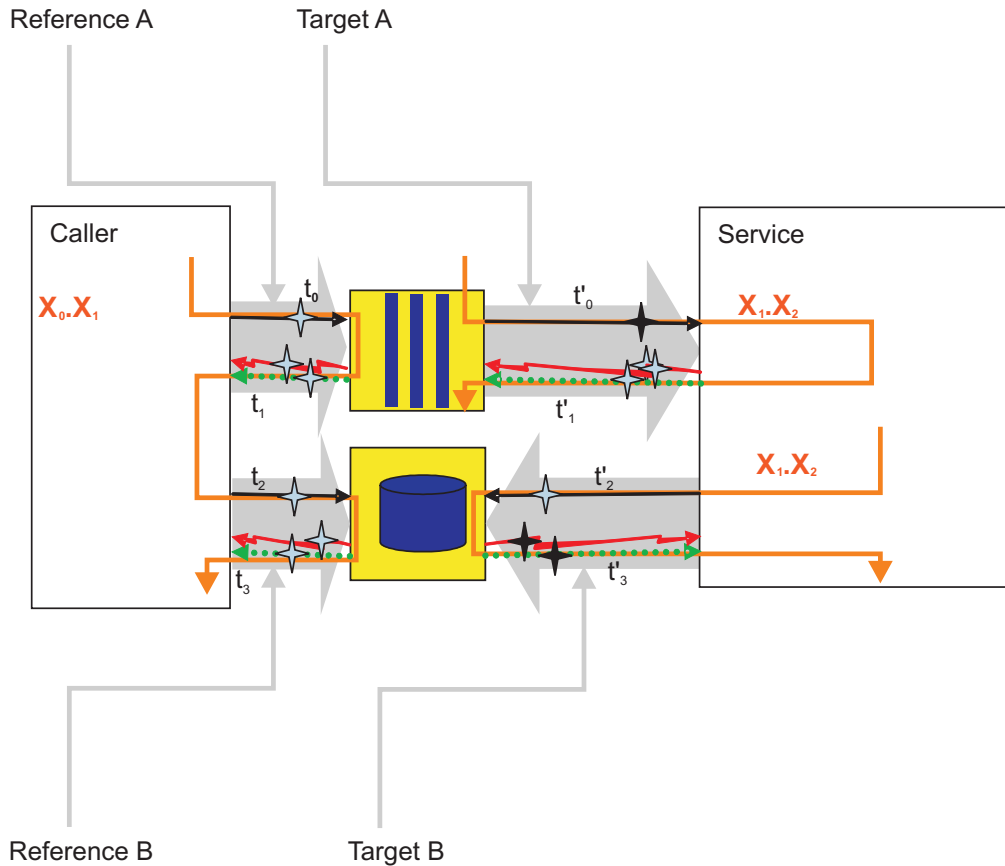 Reference A
Target A
Caller
Service
X₀.X₁
t₀
t'₀
X₁.X₂
t₁
t'₁
t₂
t'₂
X₁.X₂
t₃
t'₃
Reference B
Target B